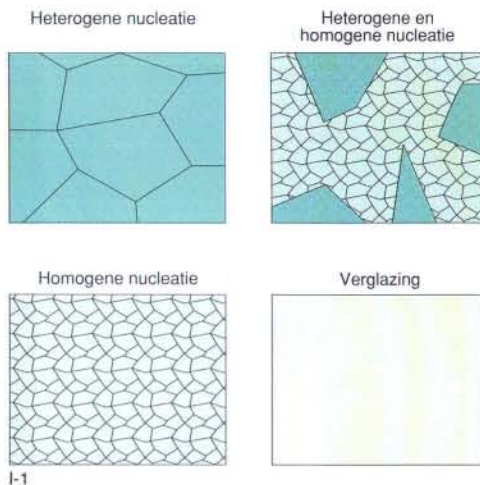 Heterogene nucleatie
Heterogene en
homogene nucleatie
Homogene nucleatie
Verglazing
I-1